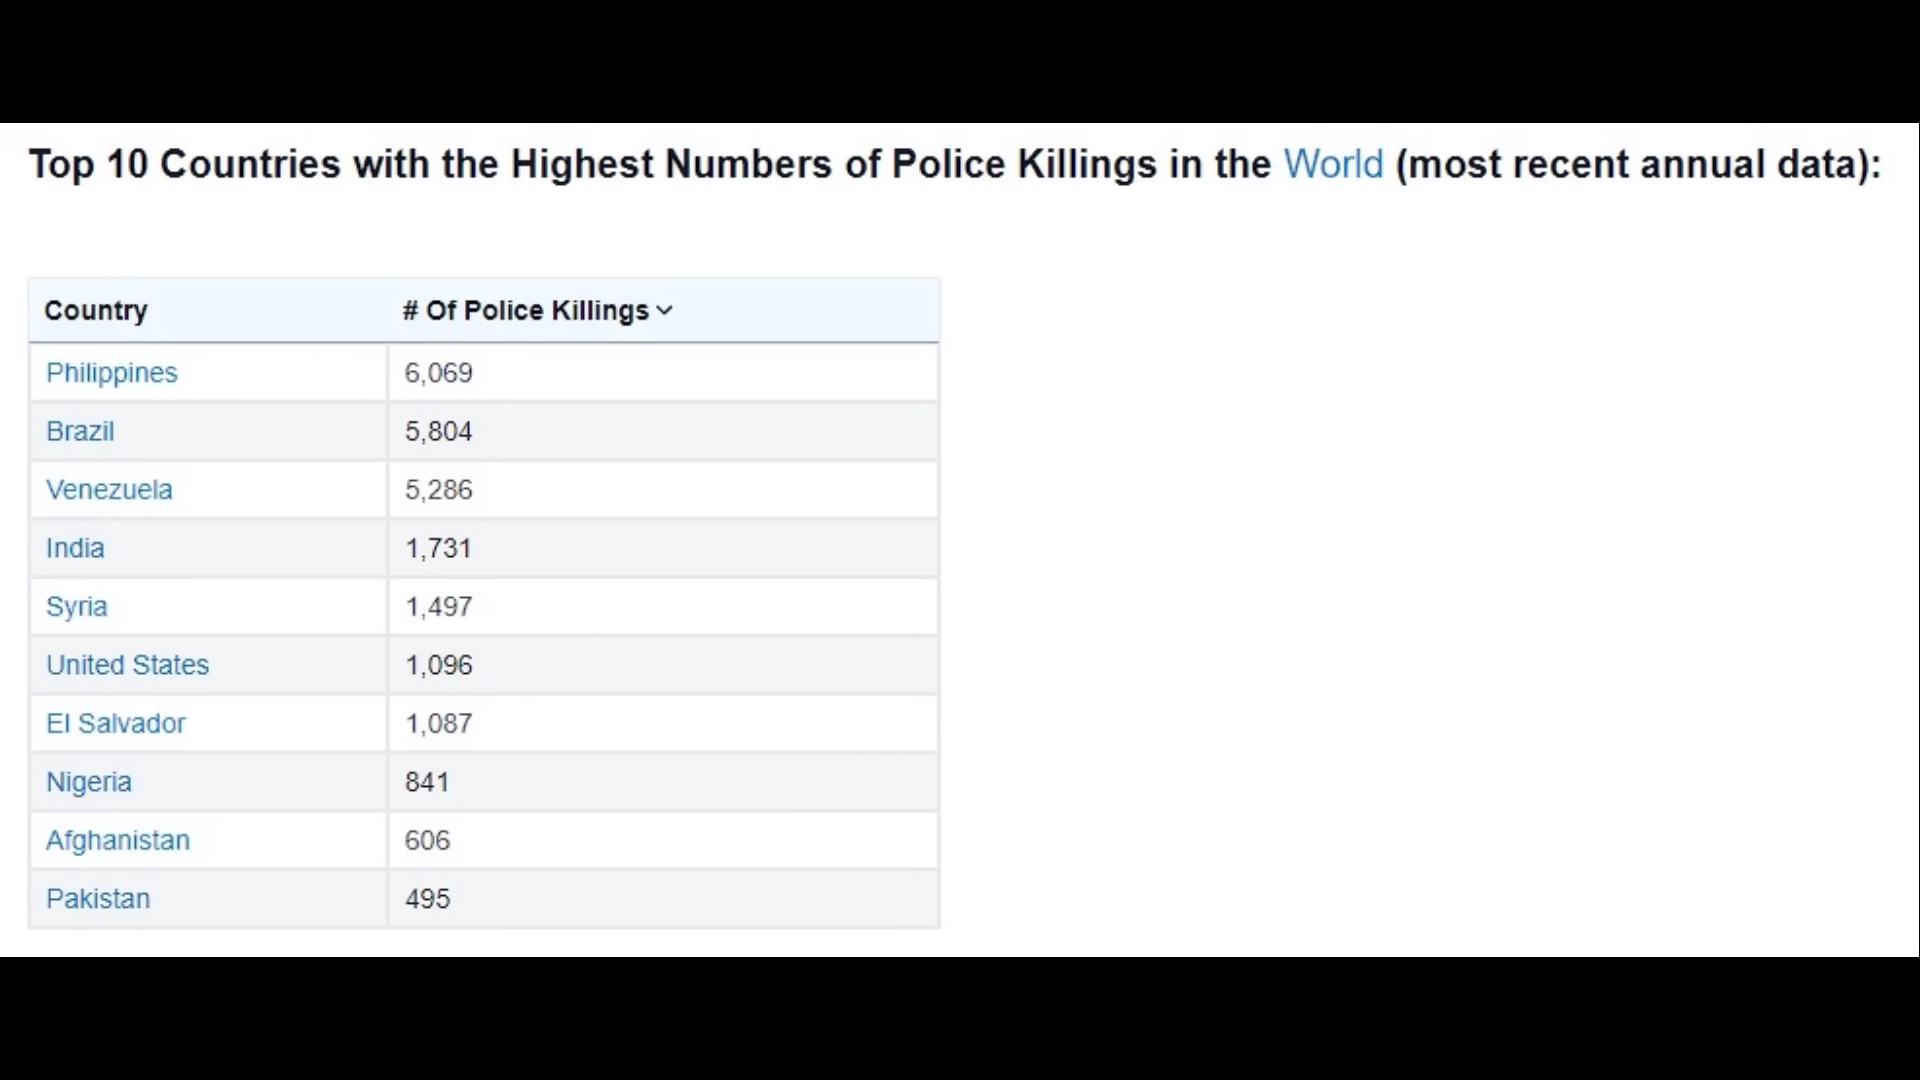 Top 10 Countries with the Highest Numbers of Police Killings in the World (most recent annual data):
Country # Of Police Killings
Philippines 6,069
Brazil 5,804
Venezuela 5,286
India 1,731
Syria 1,497
United States 1,096
El Salvador 1,087
Nigeria 841
Afghanistan 606
Pakistan 495